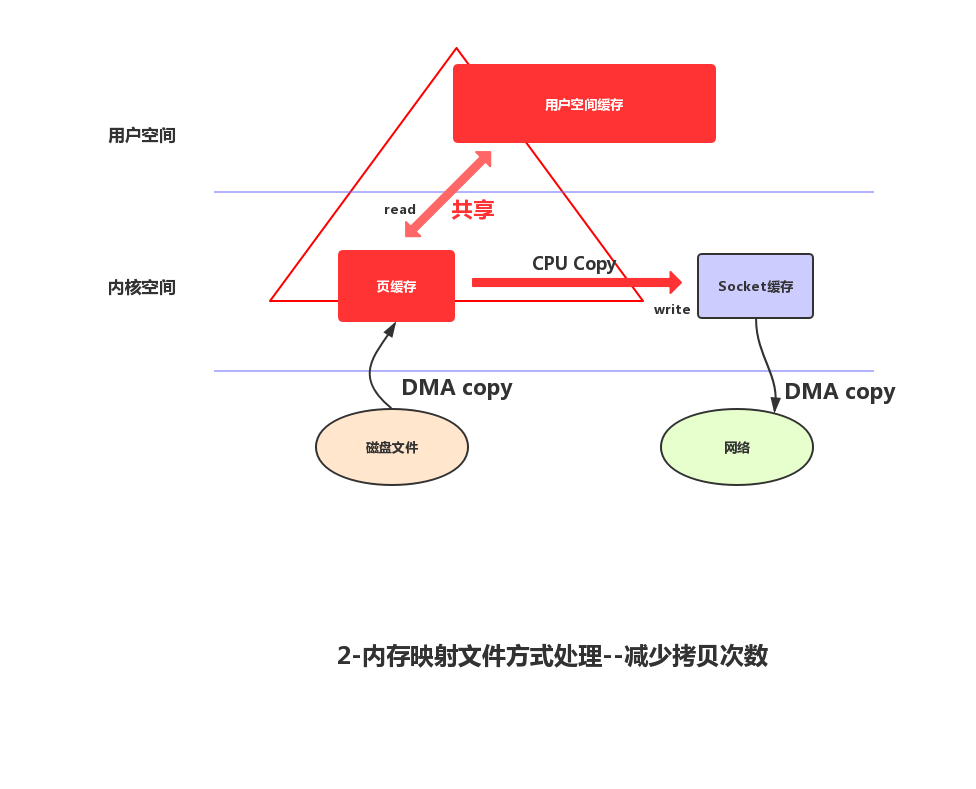 用户空间缓存
用户空间
read
共享
CPU Copy
内核空间
页缓存
Socket缓存
write
DMA copy
DMA copy
磁盘文件
网络
2-内存映射文件方式处理--减少拷贝次数